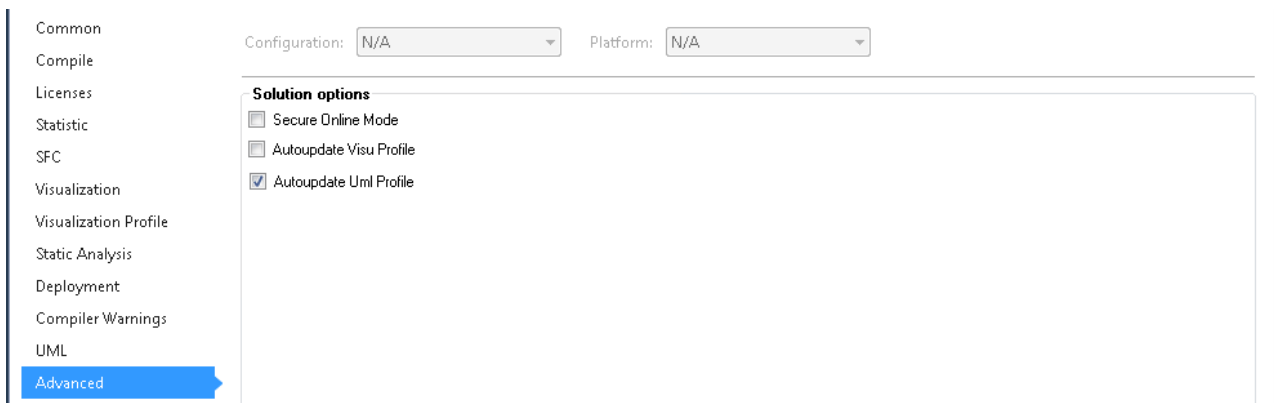 Common
Compile
Licenses
Statistic
SFC
Visualization
Visualization Profile
Static Analysis
Deployment
Compiler Warnings
UML
Advanced
Configuration: N/A Platform: N/A
Solution options
Secure Online Mode
Autoupdate Visu Profile
Autoupdate Uml Profile